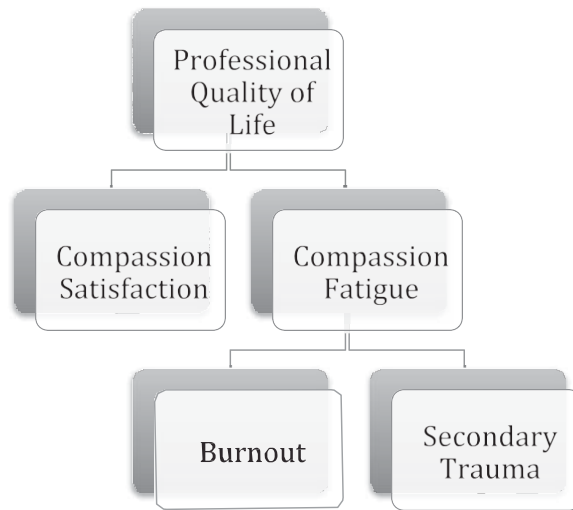 Professional
Quality of
Life
Compassion
Satisfaction
Compassion
Fatigue
Burnout
Secondary
Trauma